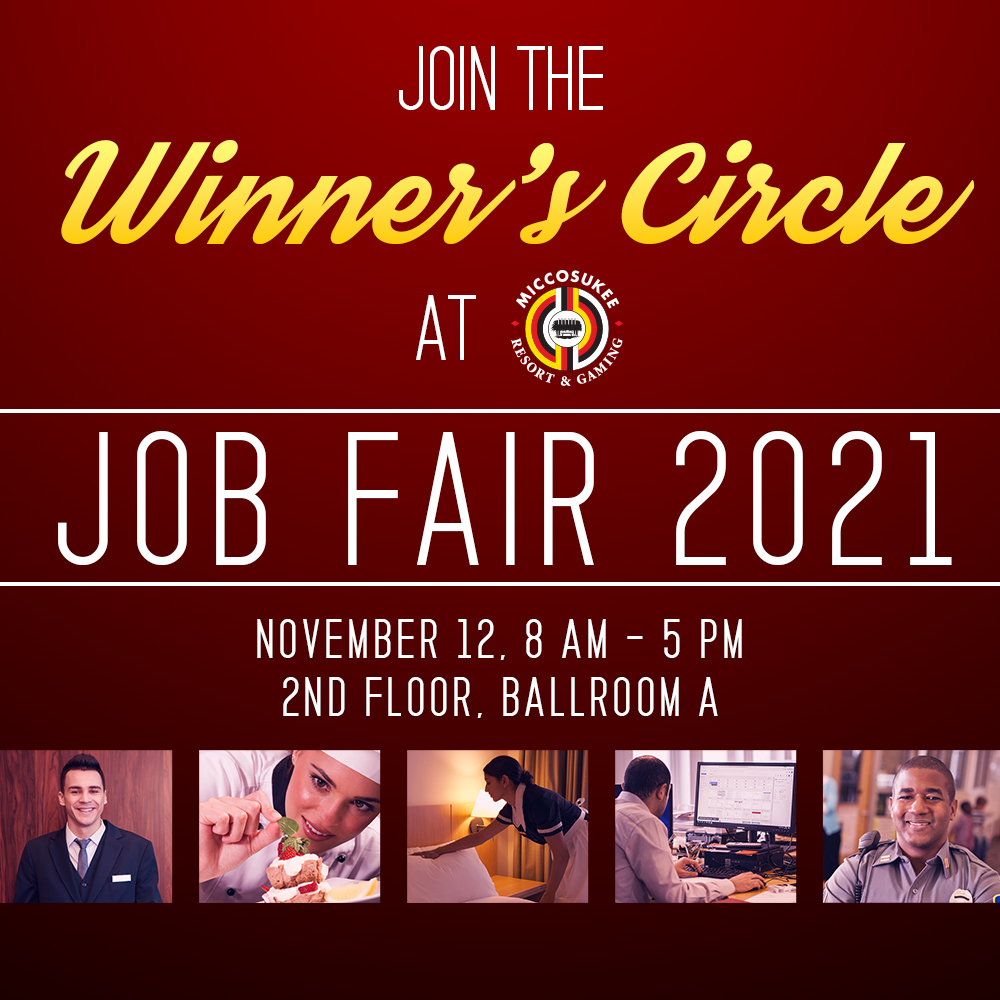 JOIN THE
Winner's Circle
AT
MICCOSUKEE
RESORT & GAMING
JOB FAIR 2021
NOVEMBER 12, 8 AM - 5 PM
2ND FLOOR, BALLROOM A